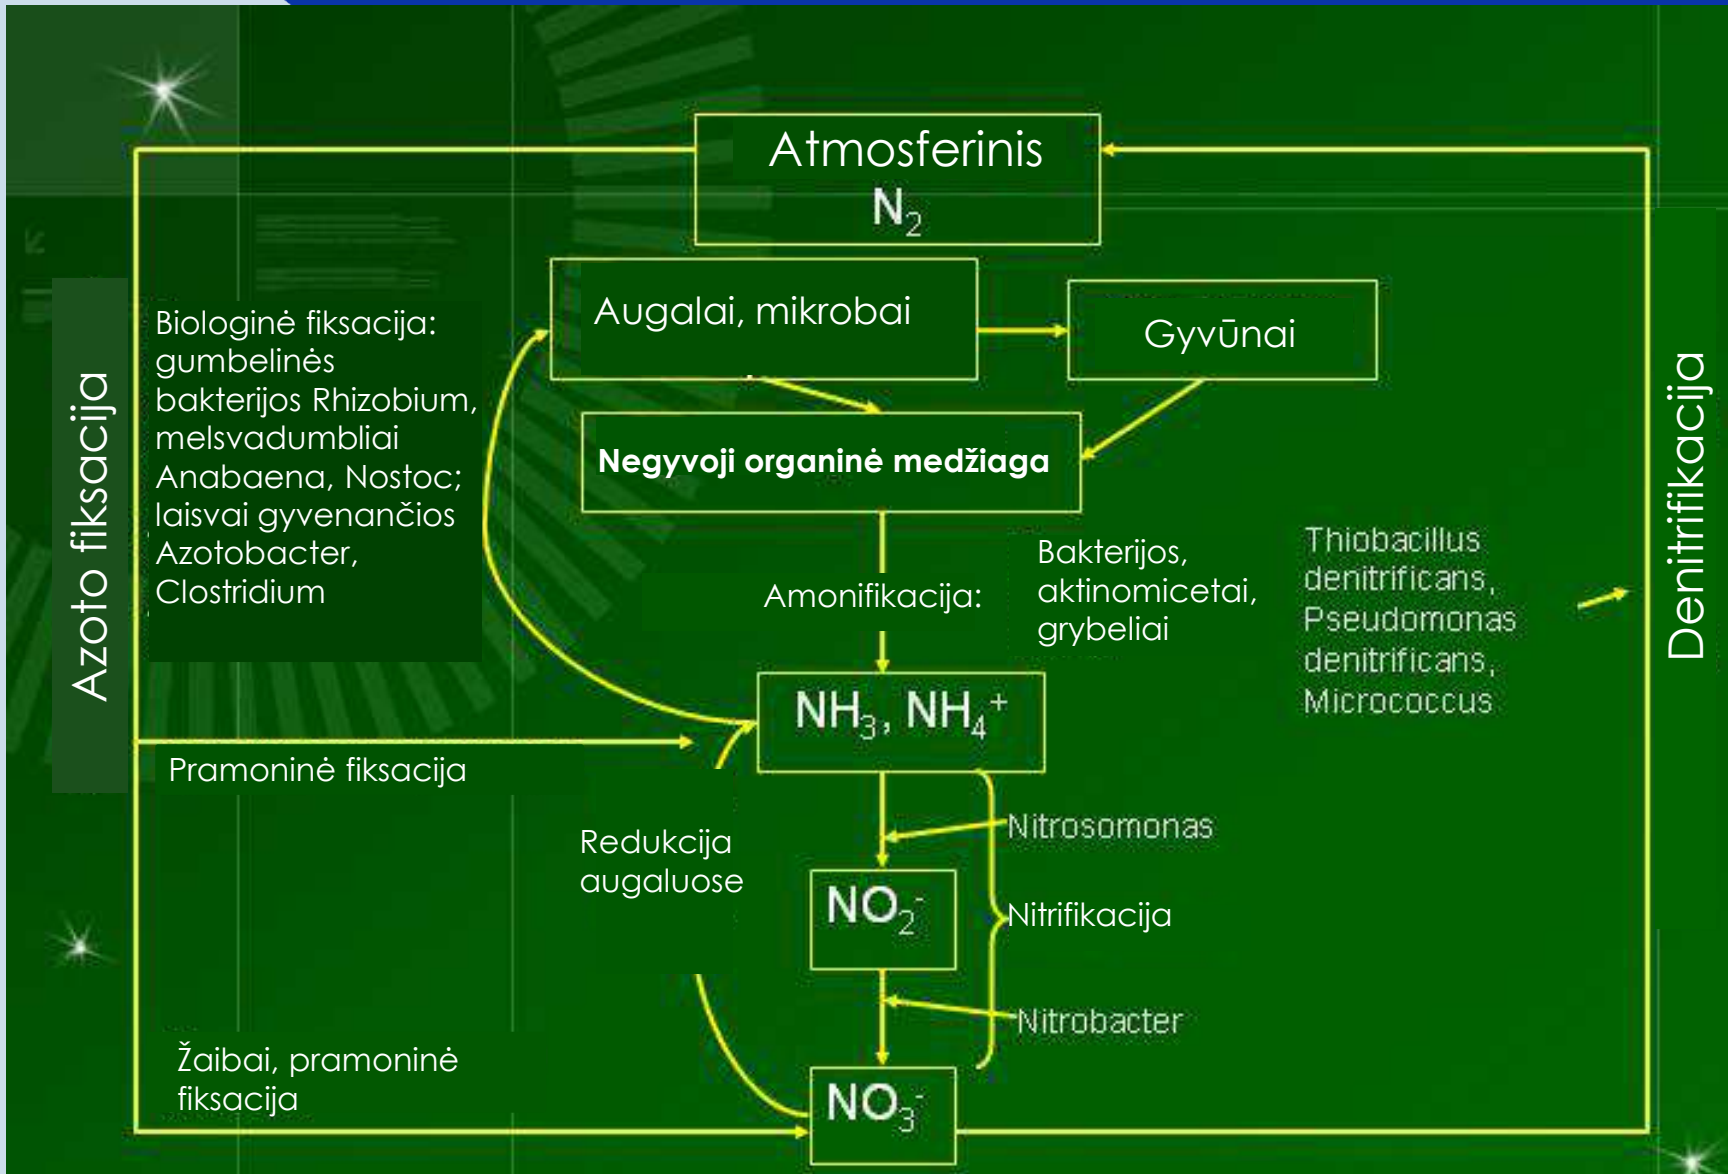 Atmosferinis
N₂
Augalai, mikrobai
Gyvūnai
Azoto fiksacija
Biologinė fiksacija:
gumbelinės
bakterijos Rhizobium,
melsvadumbliai
Anabaena, Nostoc;
laisvai gyvenančios
Azotobacter,
Clostridium
Negyvoji organinė medžiaga
Denitrifikacija
Thiobacillus
denitrificans,
Pseudomonas
denitrificans,
Micrococcus
Amonifikacija:
Bakterijos,
aktinomicetai,
grybeliai
NH₃, NH₄⁺
Pramoninė fiksacija
Redukcija
augaluose
Nitrosomonas
NO₂⁻
Nitrifikacija
Nitrobacter
Žaibai, pramoninė
fiksacija
NO₃⁻